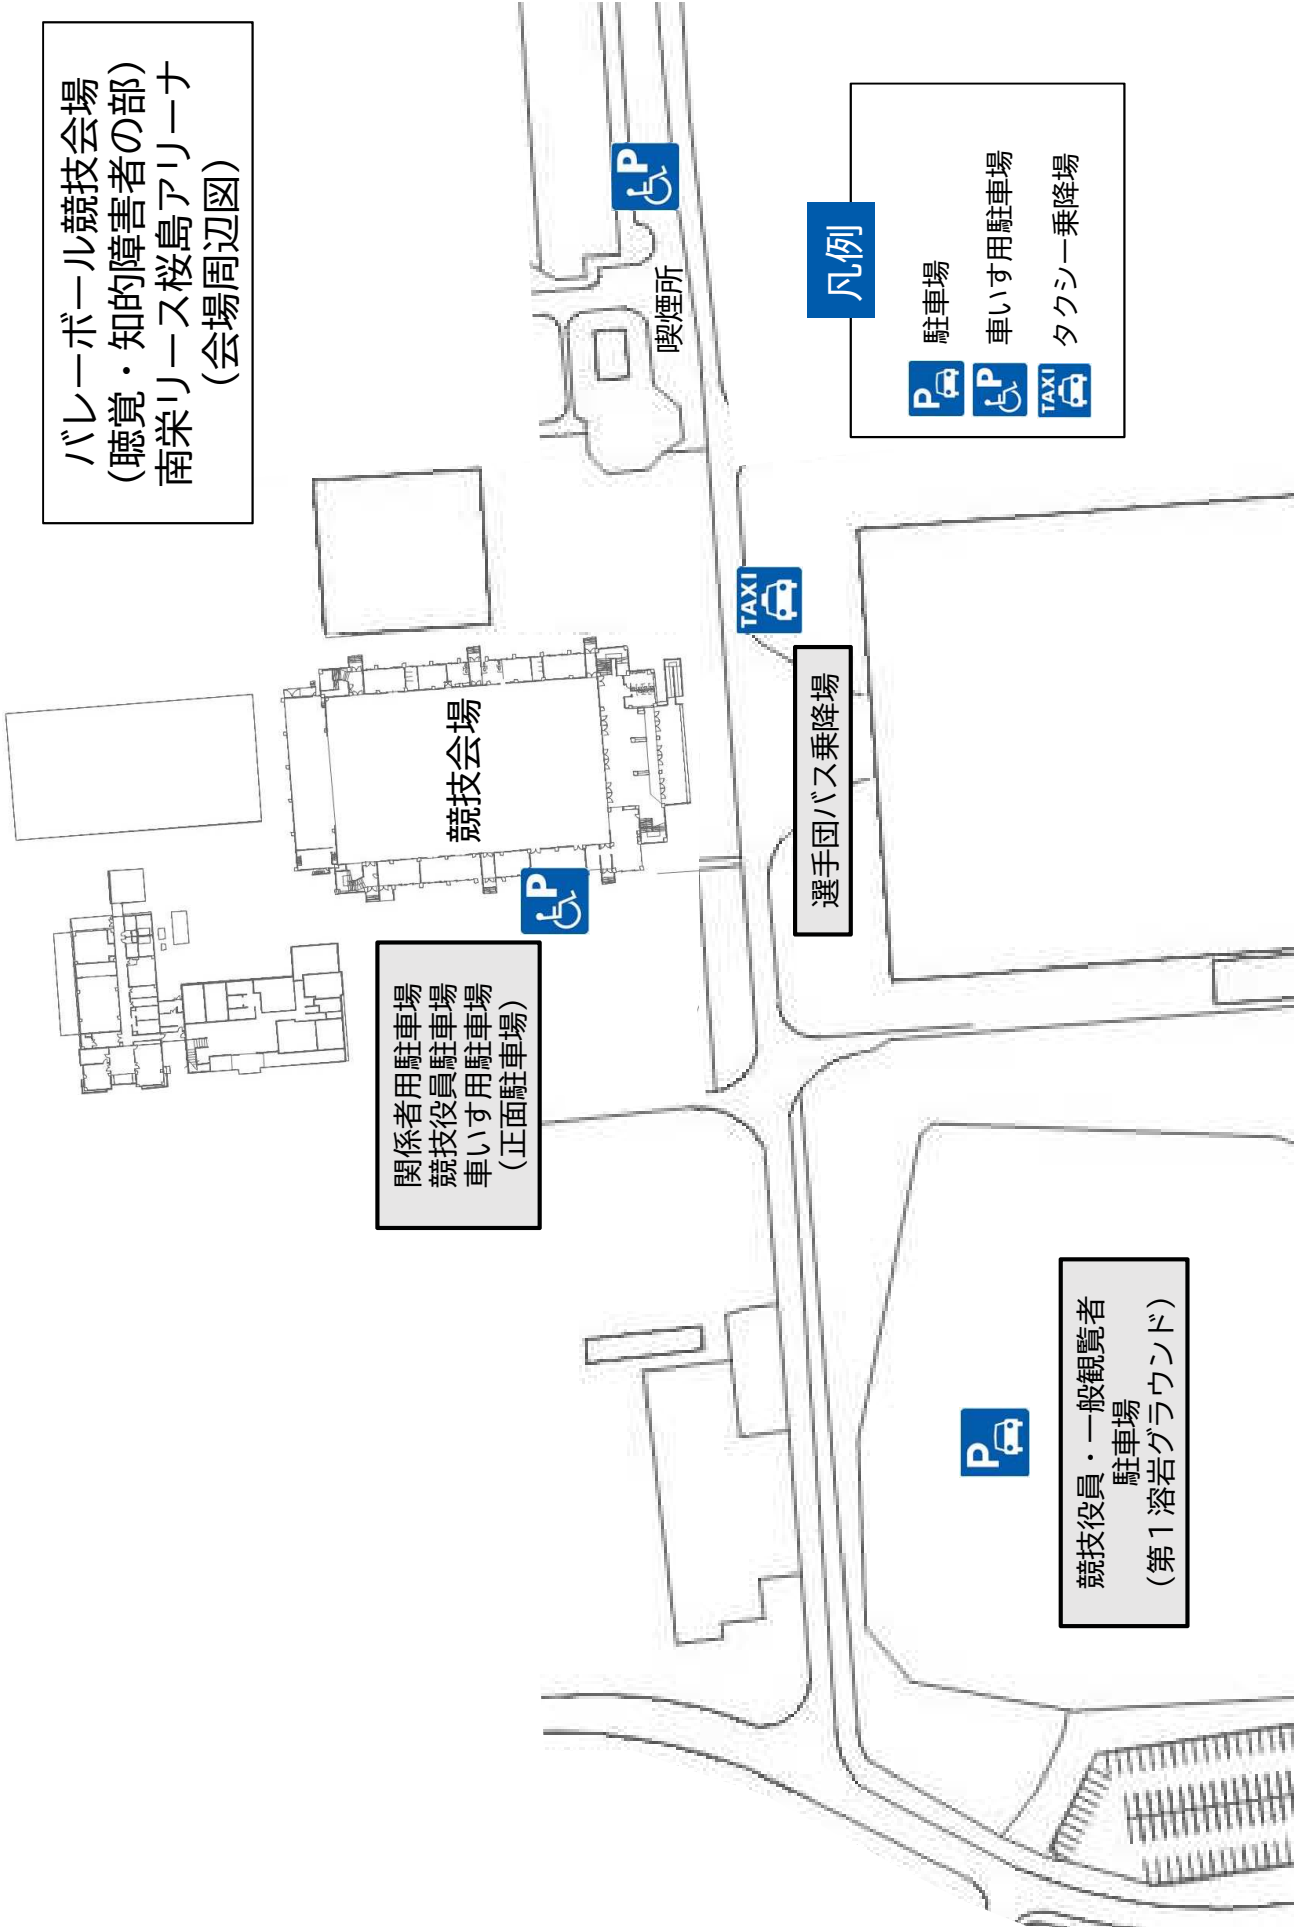 バレーボール競技会場
（聴覚・知的障害者の部）
南栄リース桜島アリーナ
（会場周辺図）
競技会場
関係者用駐車場
競技役員駐車場
車いす用駐車場
（正面駐車場）
P
P
喫煙所
TAXI
選手団バス乗降場
P
競技役員・一般観覧者
駐車場
（第１溶岩グラウンド）
凡例
P 駐車場
P 車いす用駐車場
TAXI タクシー乗降場